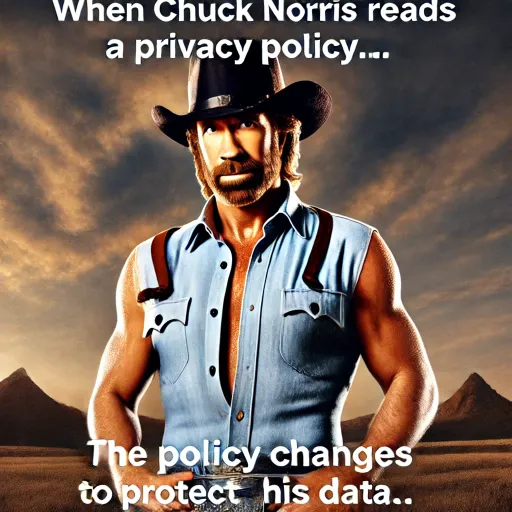 When Chuck Norris reads
a privacy policy...
The policy changes
to protect his data..